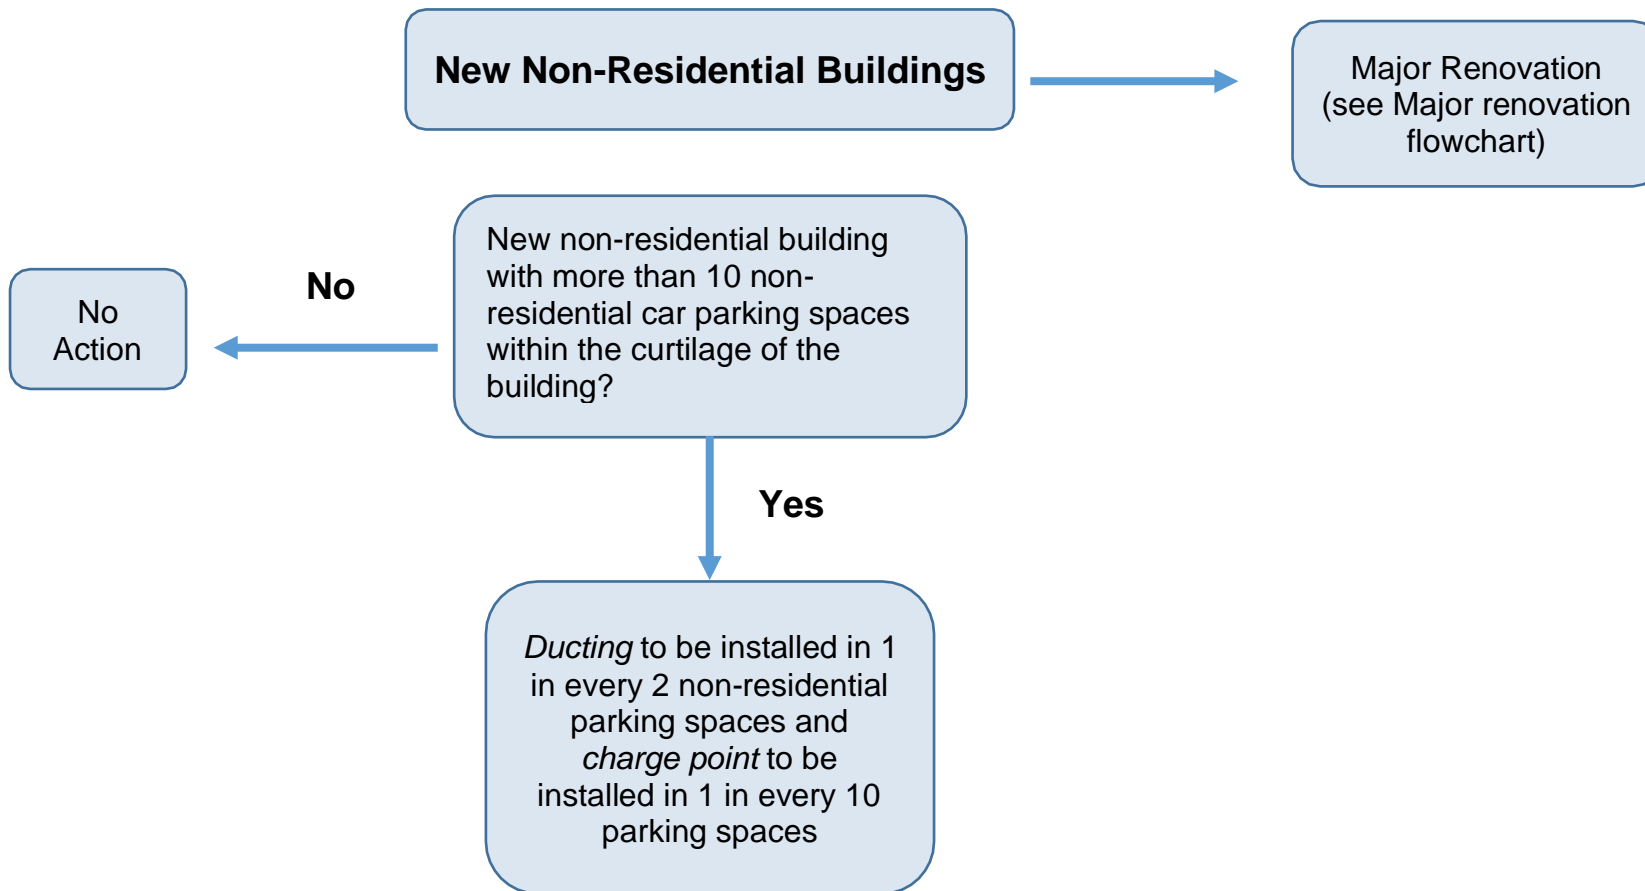 New Non-Residential Buildings
Major Renovation
(see Major renovation
flowchart)
New non-residential building
with more than 10 non-
residential car parking spaces
within the curtilage of the
building?
No
No
Action
Yes
Ducting to be installed in 1
in every 2 non-residential
parking spaces and
charge point to be
installed in 1 in every 10
parking spaces